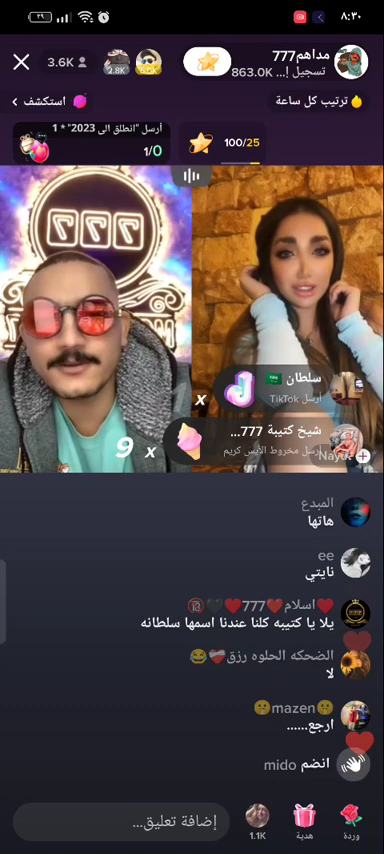 ٨:٣٠
٢٩
مداهم777
863.0K تسجيل إ...
3.6K
2.8K
ترتيب كل ساعة
استكشف
100/25
أرسل "انطلق الى 2023" * 1
1/0
777
سلطان 🇸🇦
أرسل TikTok
x
شيخ كتيبة 777...
أرسل مخروط الآيس كريم
9 x
المبدع
هاتها
ee
نايتي
♥️اسلام♥️777♥️🖤🔞
يلا يا كتيبه كلنا عندنا اسمها سلطانه
الضحكه الحلوه رزق❤️‍🩹😂
لا
🤫mazen🤫
ارجع......
mido انضم
إضافة تعليق...
1.1K
هدية
وردة